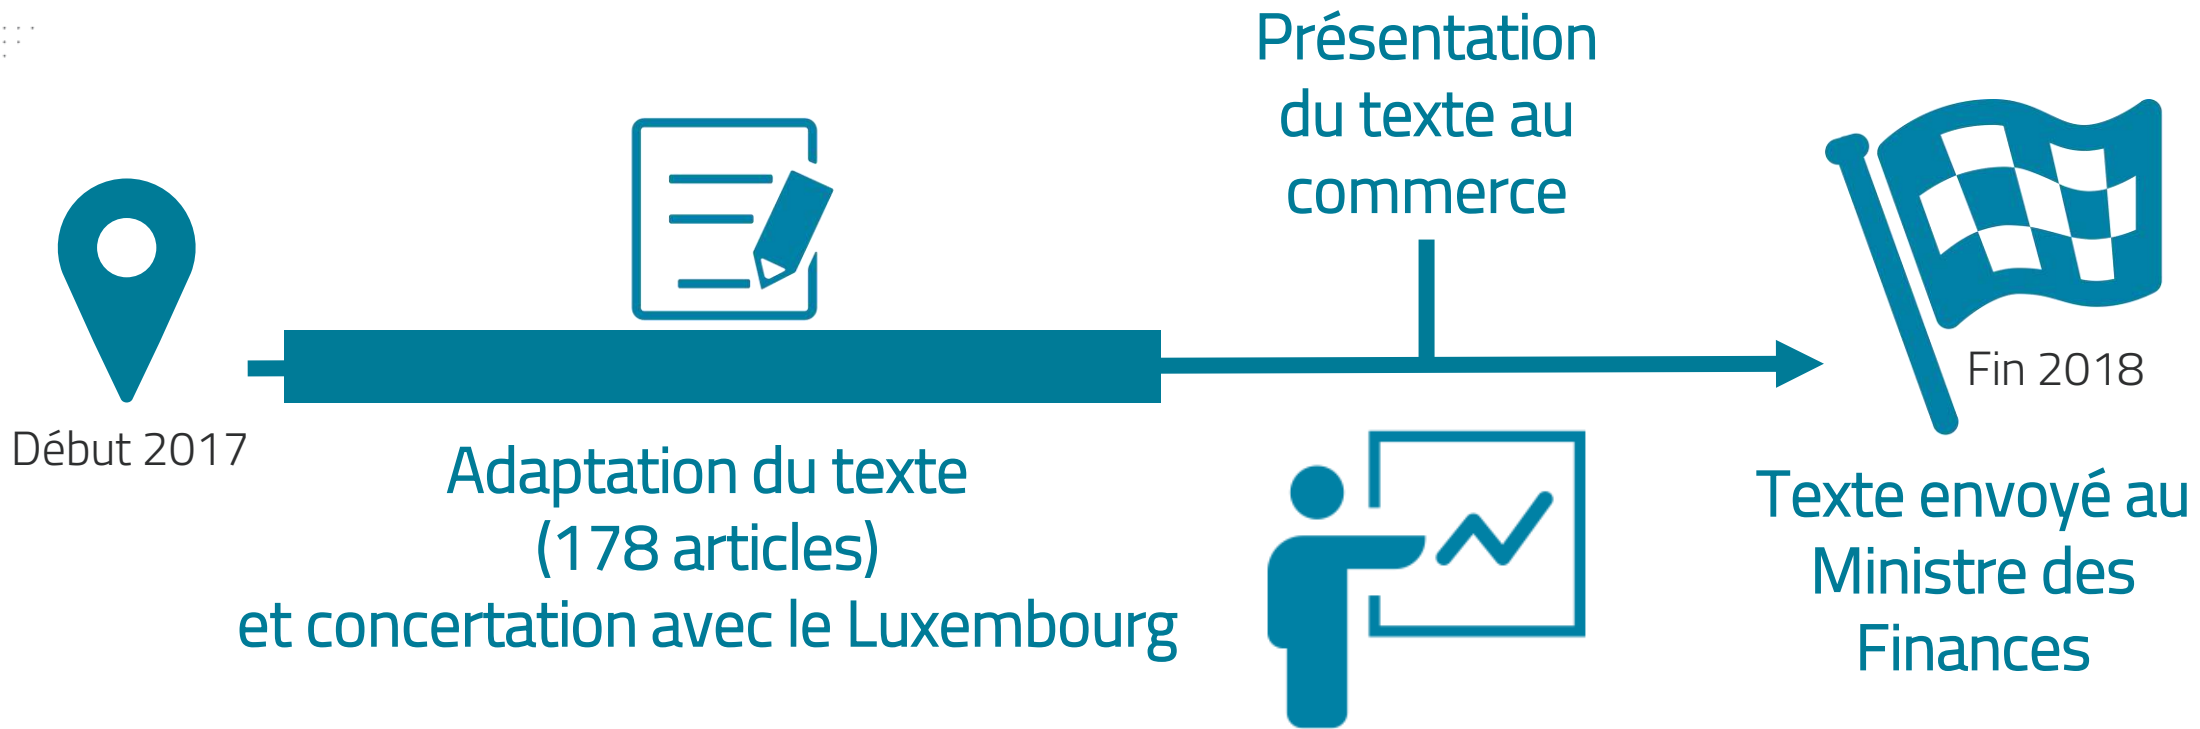 Début 2017
Adaptation du texte
(178 articles)
et concertation avec le Luxembourg
Présentation
du texte au
commerce
Fin 2018
Texte envoyé au
Ministre des
Finances